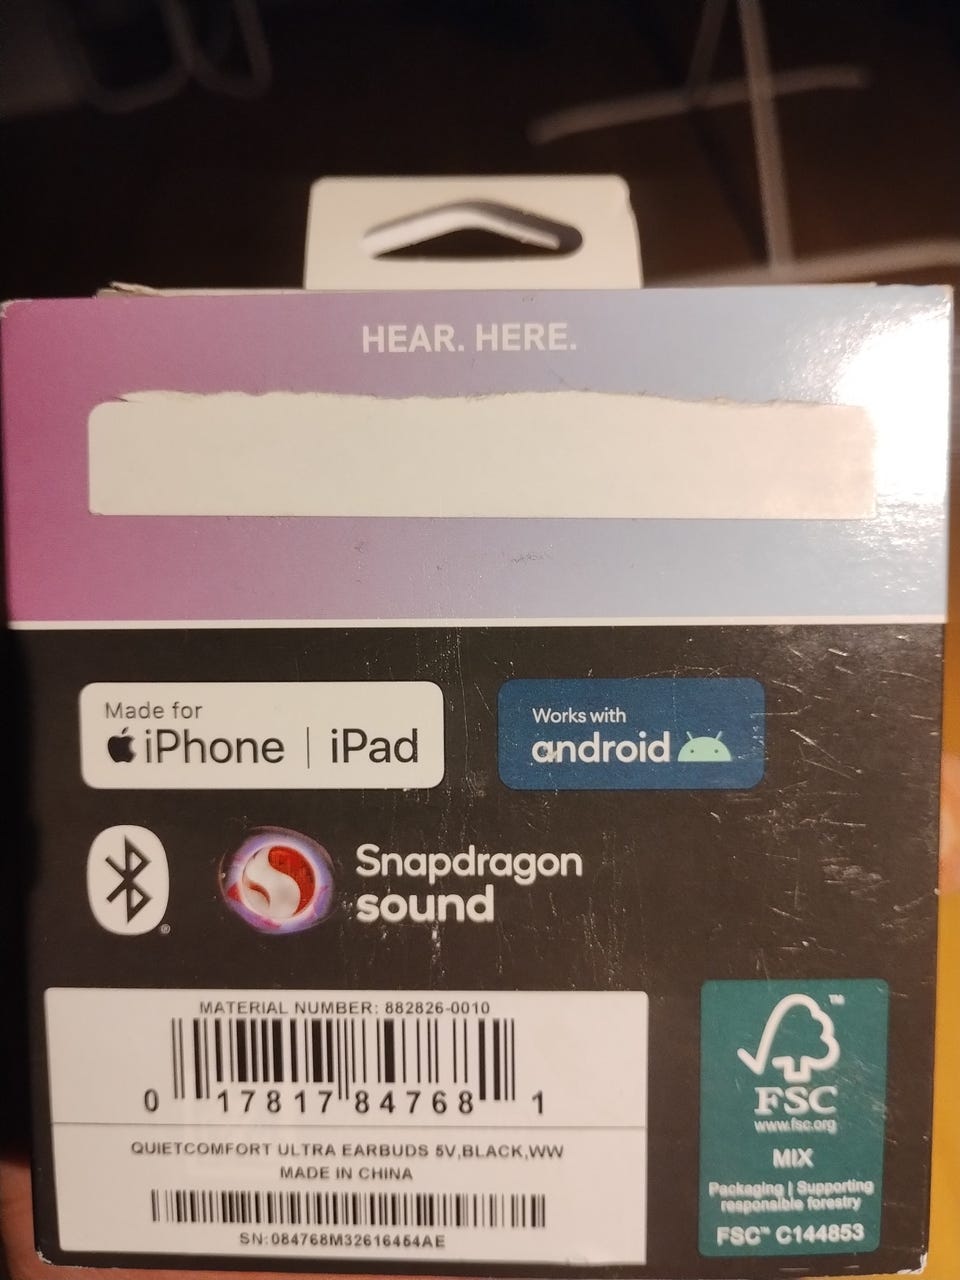 HEAR. HERE.
Made for
iPhone | iPad
Works with
android
®
Snapdragon
sound
MATERIAL NUMBER: 882826-0010
0 17817 84768 1
QUIETCOMFORT ULTRA EARBUDS 5V,BLACK,WW
MADE IN CHINA
SN:084768M32616454AE
™
FSC
www.fsc.org
MIX
Packaging | Supporting
responsible forestry
FSC™ C144853